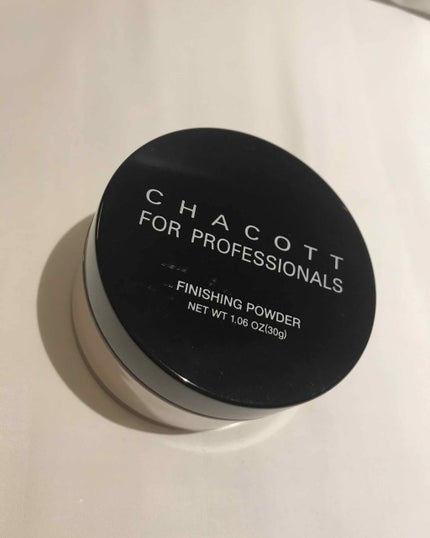 CHACOTT
FOR PROFESSIONALS
FINISHING POWDER
NET WT 1.06 OZ(30g)